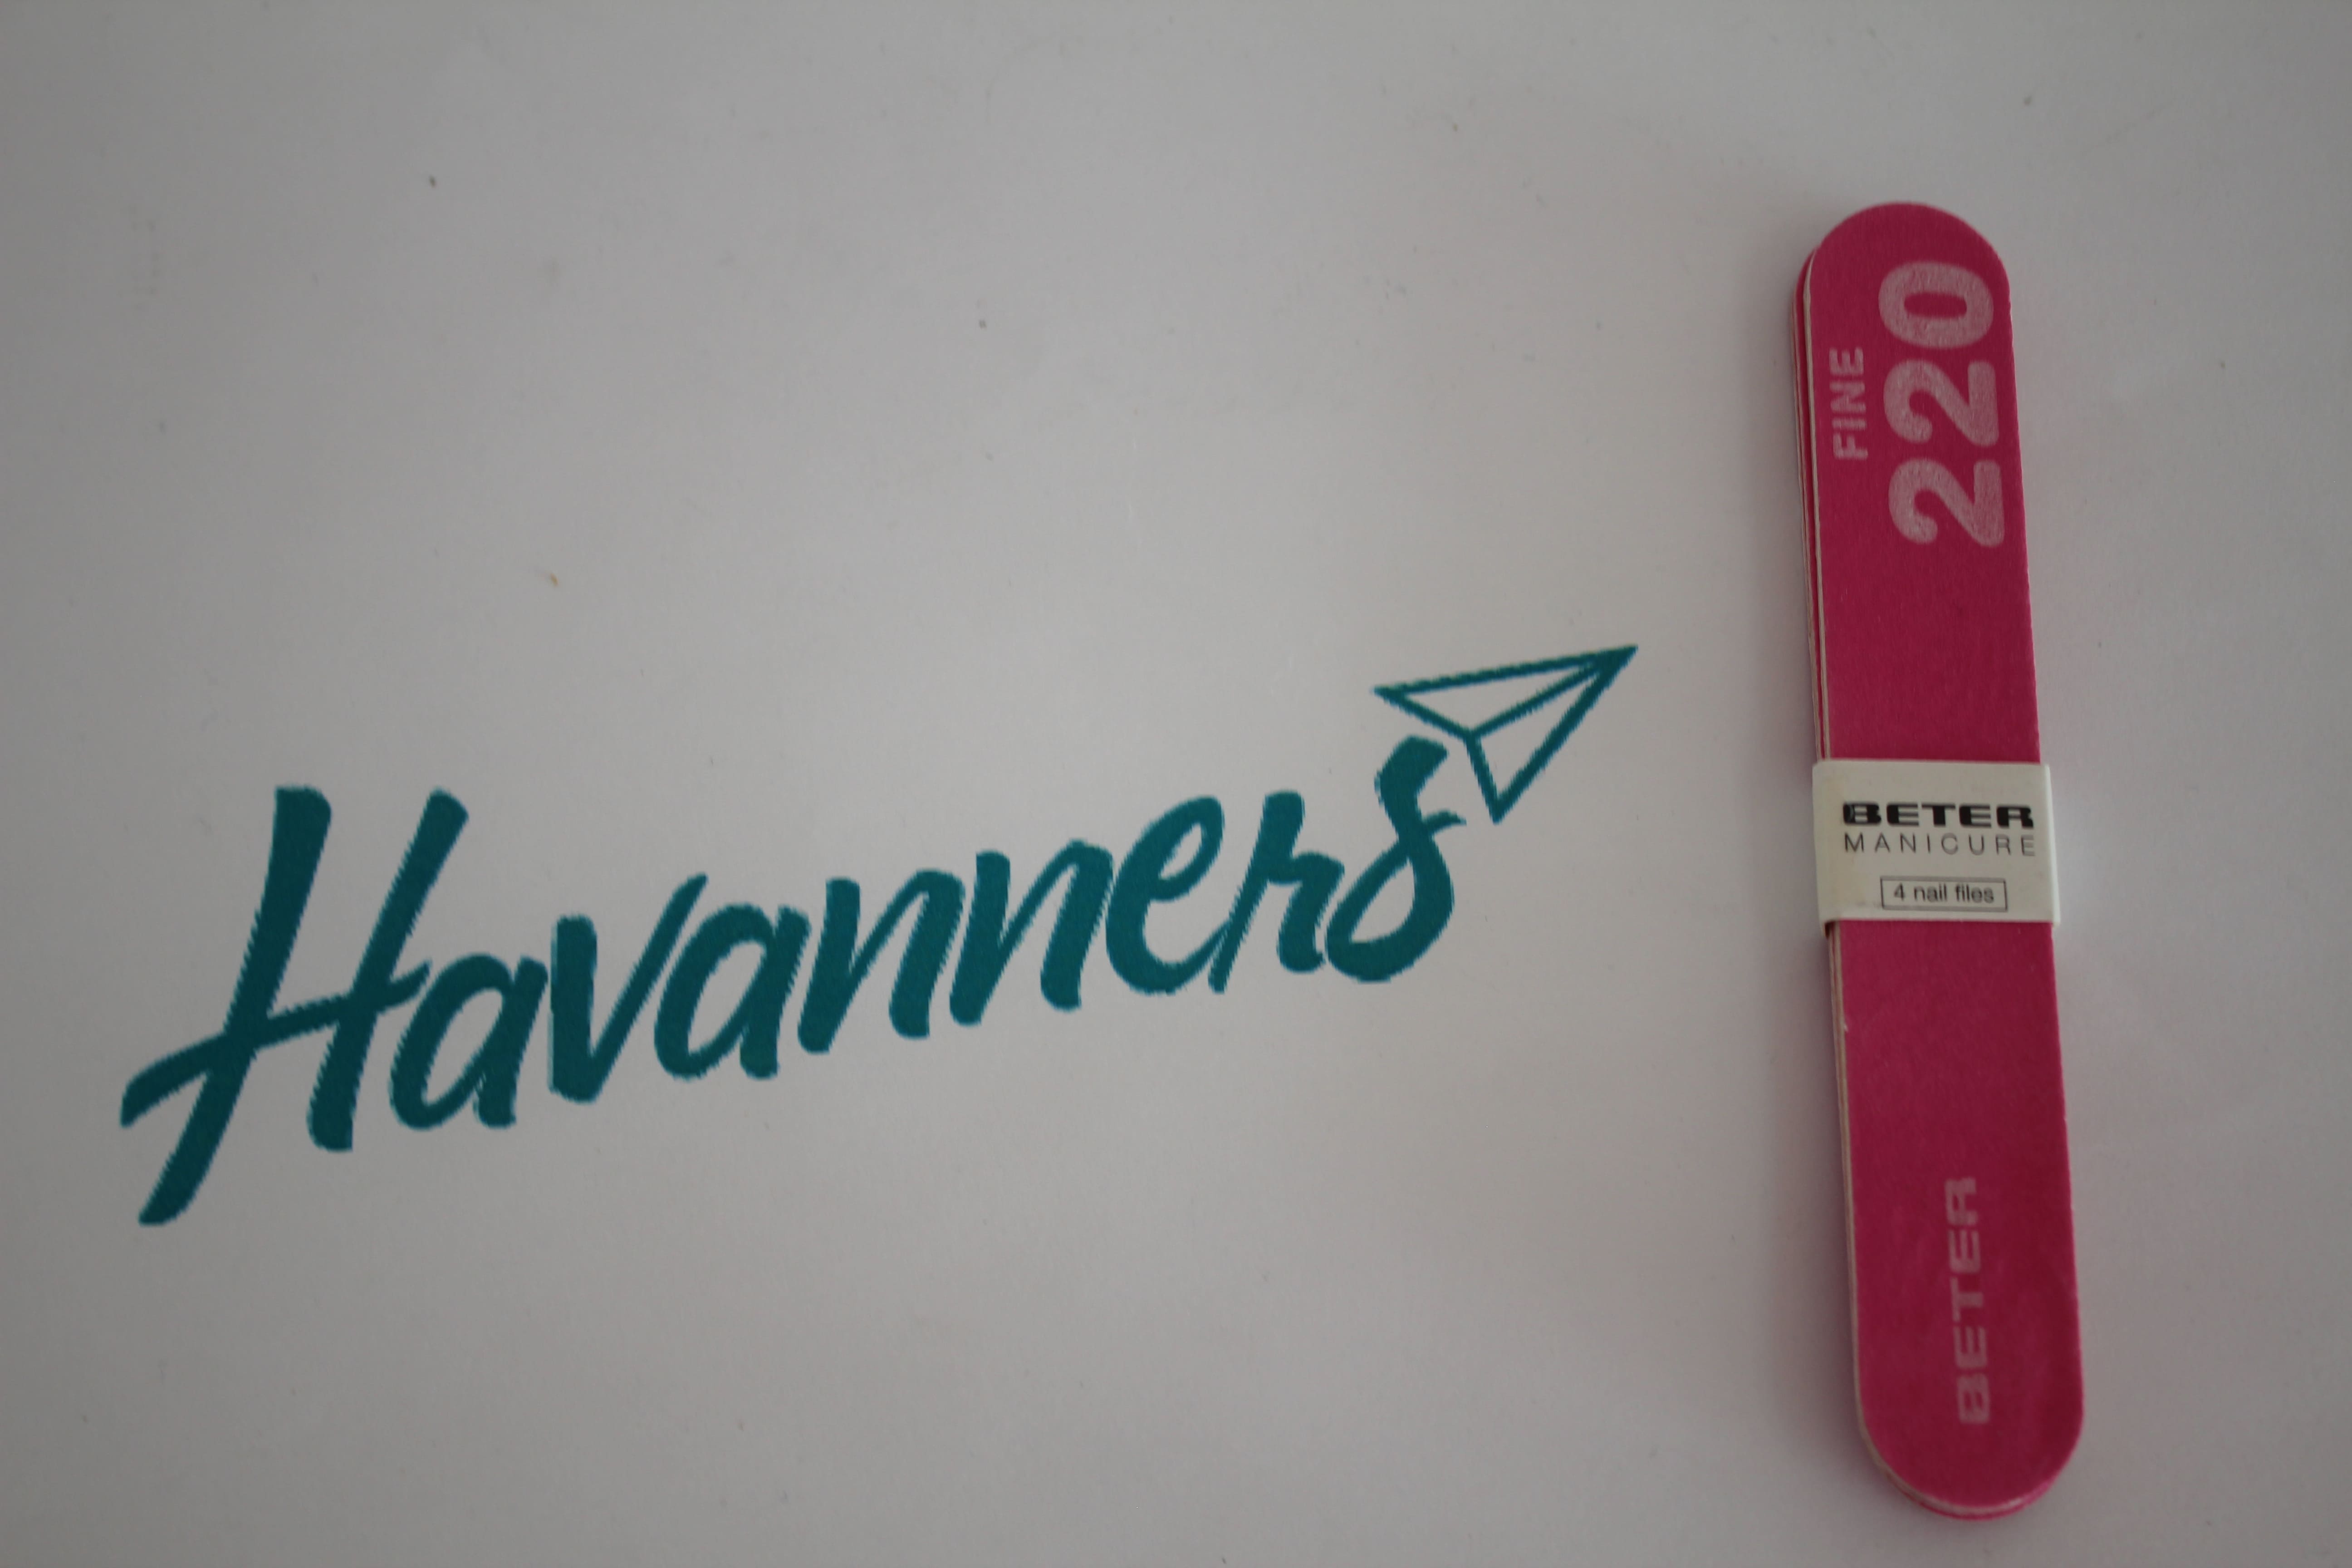 Havanners
FINE
220
BETER
MANICURE
4 nail files
BETER